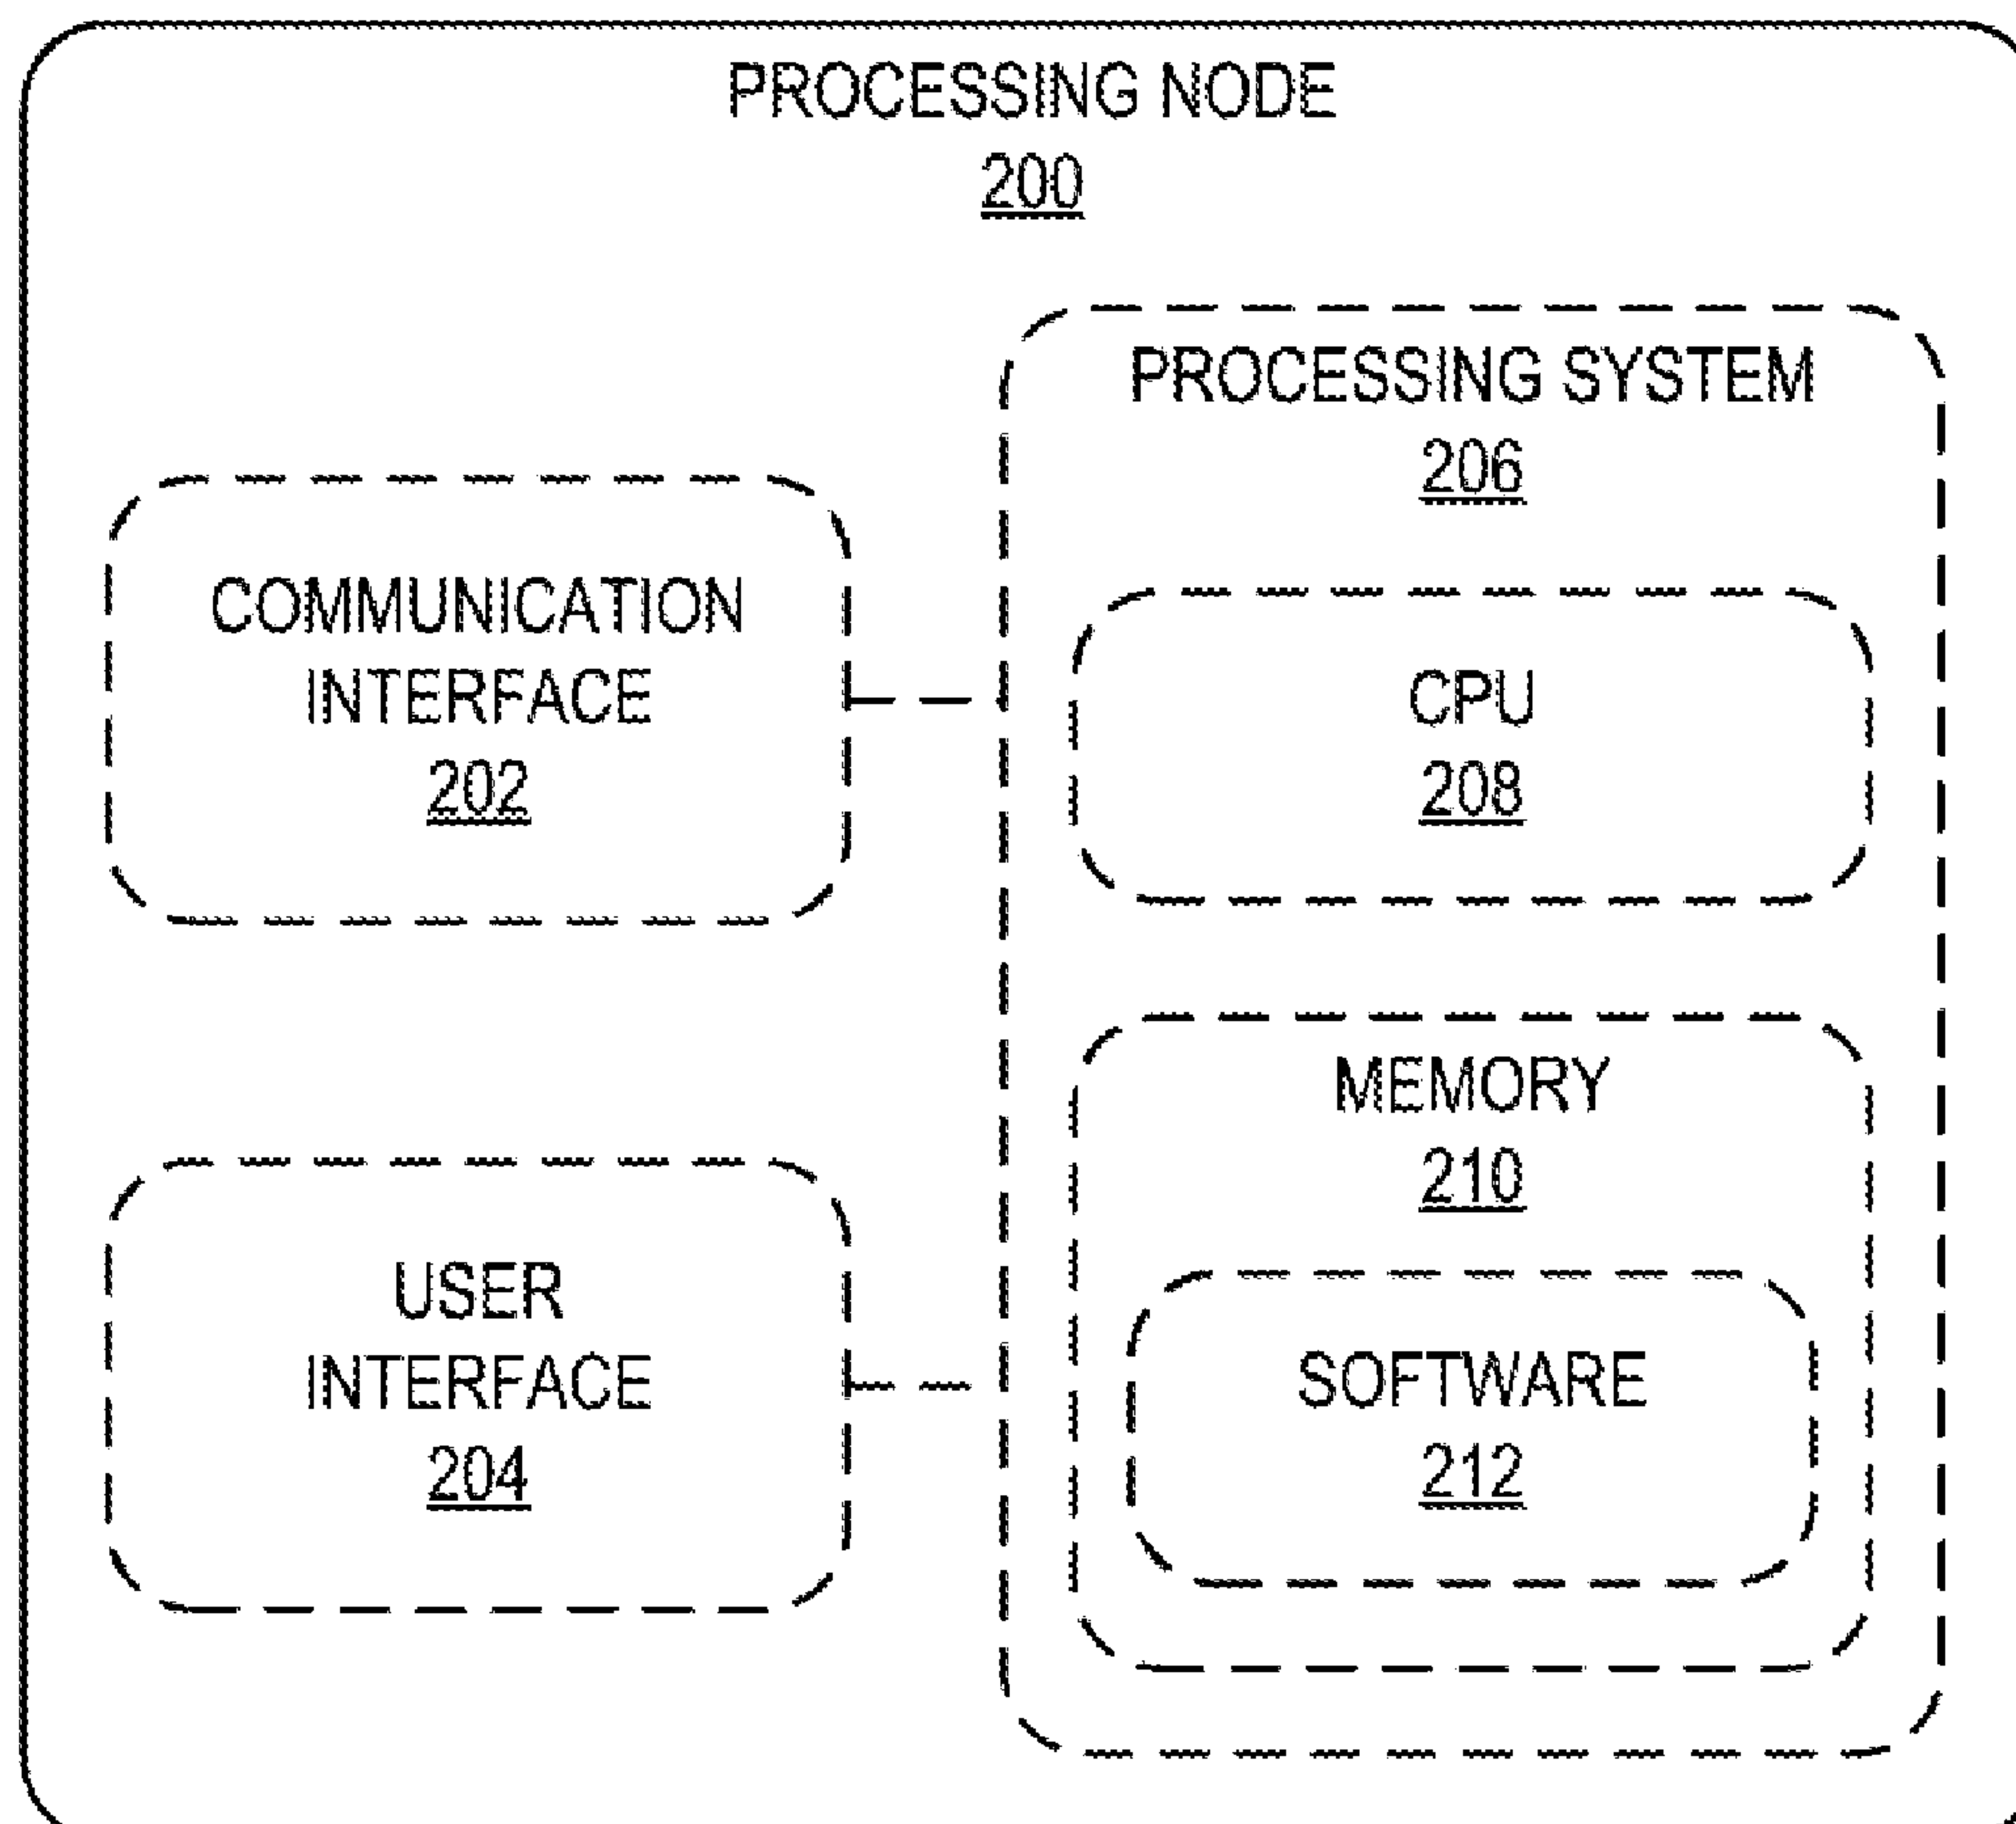 PROCESSING NODE
200
PROCESSING SYSTEM
206
COMMUNICATION
INTERFACE
202
CPU
208
MEMORY
210
USER
INTERFACE
204
SOFTWARE
212